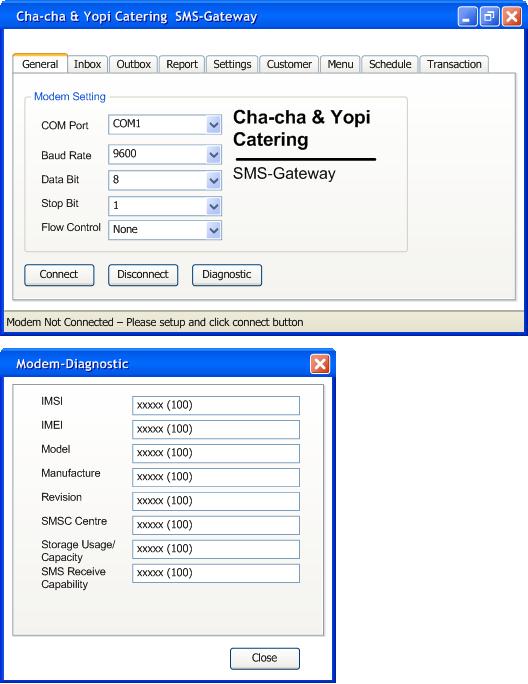 Cha-cha & Yopi Catering  SMS-Gateway
General Inbox Outbox Report Settings Customer Menu Schedule Transaction
Modem Setting
COM Port COM1
Baud Rate 9600
Data Bit 8
Stop Bit 1
Flow Control None
Cha-cha & Yopi
Catering
SMS-Gateway
Connect Disconnect Diagnostic
Modem Not Connected – Please setup and click connect button
Modem-Diagnostic
IMSI xxxxx (100)
IMEI xxxxx (100)
Model xxxxx (100)
Manufacture xxxxx (100)
Revision xxxxx (100)
SMSC Centre xxxxx (100)
Storage Usage/
Capacity xxxxx (100)
SMS Receive
Capability xxxxx (100)
Close